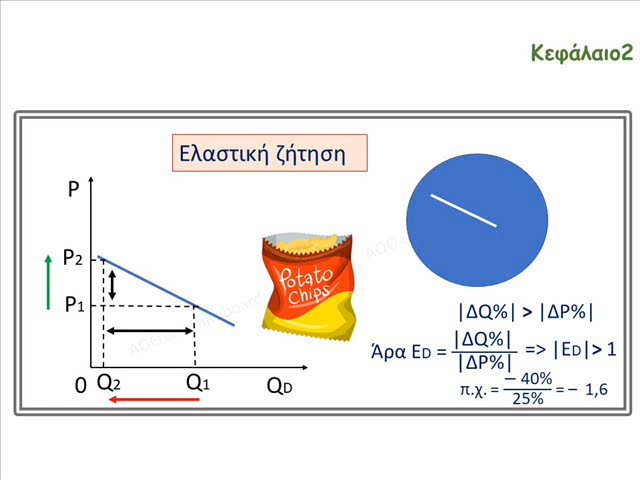 Κεφάλαιο2
Ελαστική ζήτηση
P
P2
P1
0 Q2 Q1 QD
Potato
Chips
|ΔQ%| > |ΔP%|
Άρα ED = |ΔQ%| / |ΔP%| => |ED| > 1
π.χ. = − 40% / 25% = − 1,6